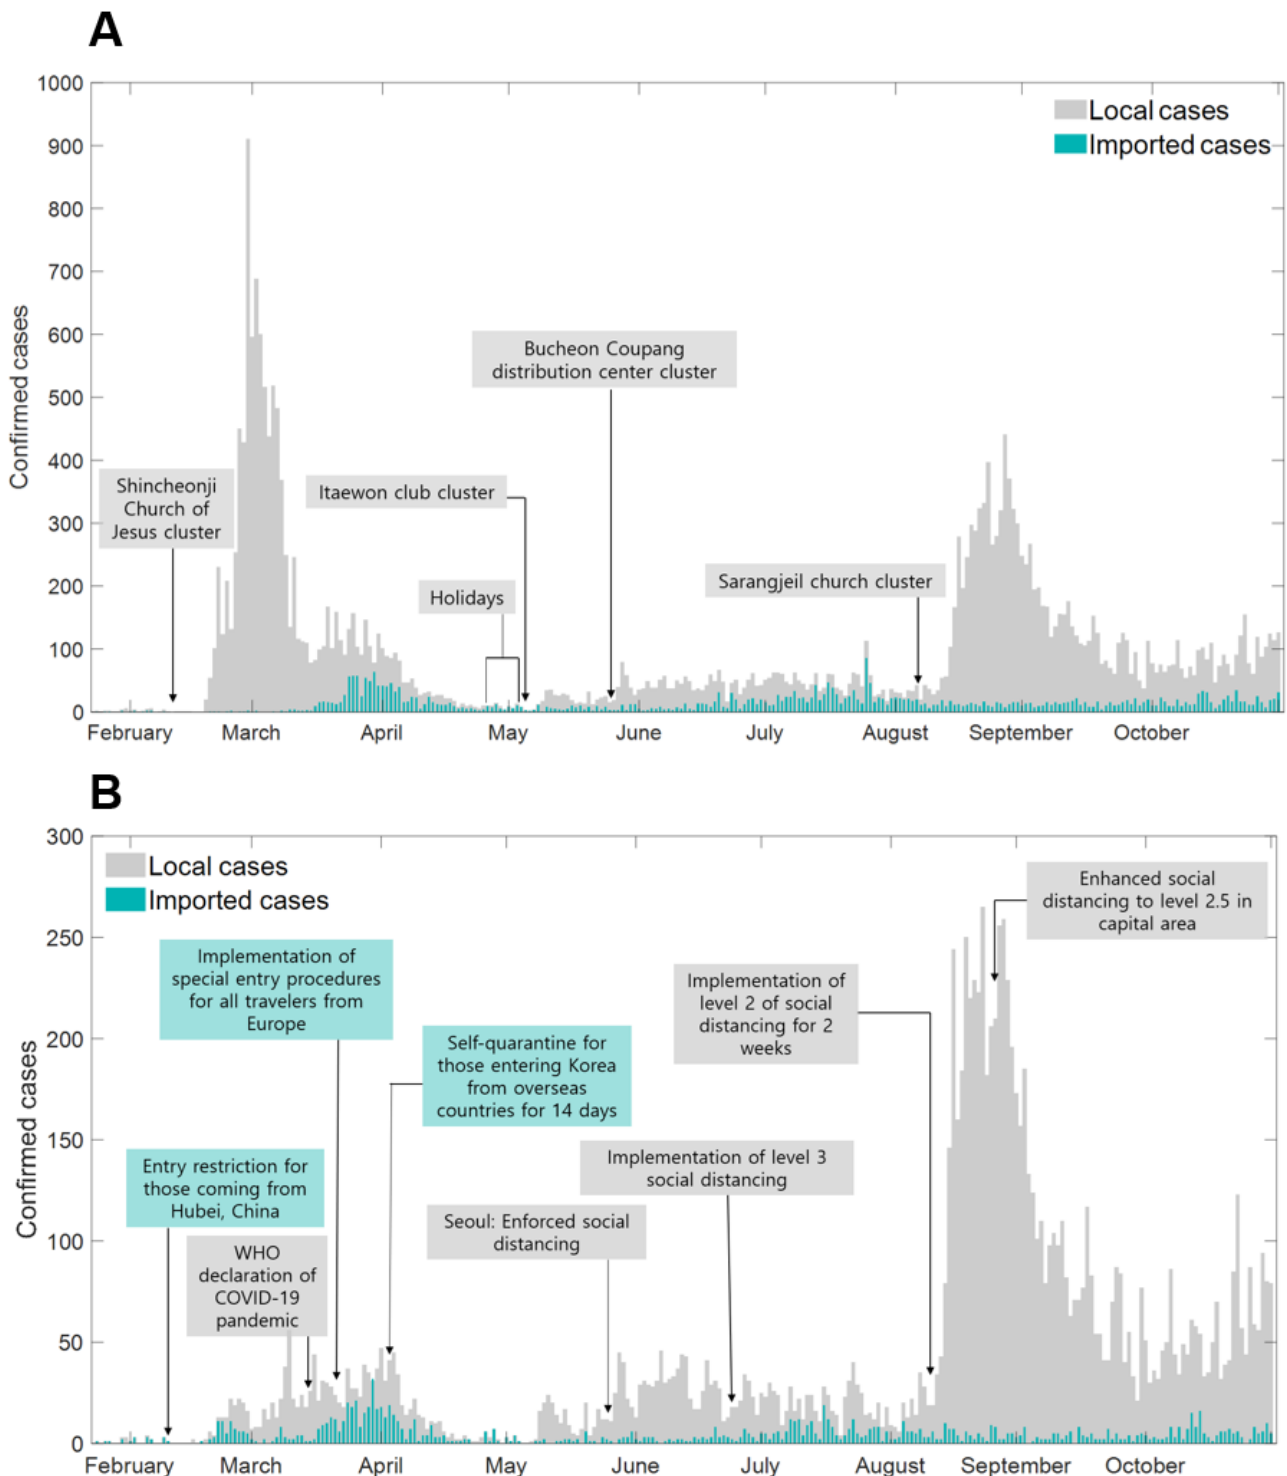 A
1000
900
800
700
600
500
400
300
200
100
0
Confirmed cases
Local cases
Imported cases
Shincheonji
Church of
Jesus cluster
Itaewon club cluster
Holidays
Bucheon Coupang
distribution center cluster
Sarangjeil church cluster
February
March
April
May
June
July
August
September
October
B
300
250
200
150
100
50
0
Confirmed cases
Local cases
Imported cases
Implementation of
special entry procedures
for all travelers from
Europe
Self-quarantine for
those entering Korea
from overseas
countries for 14 days
Entry restriction for
those coming from
Hubei, China
WHO
declaration of
COVID-19
pandemic
Seoul: Enforced social
distancing
Implementation of level 3
social distancing
Implementation of
level 2 of social
distancing for 2
weeks
Enhanced social
distancing to level 2.5 in
capital area
February
March
April
May
June
July
August
September
October